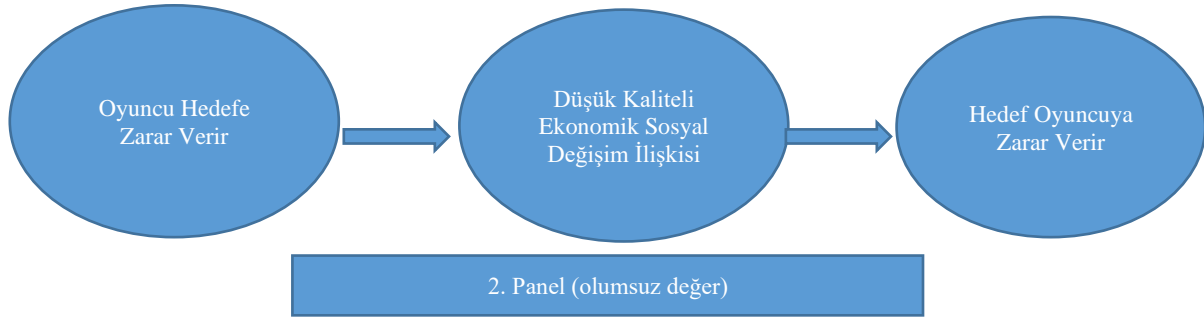 Oyuncu Hedefe
Zarar Verir
Düşük Kaliteli
Ekonomik Sosyal
Değişim İlişkisi
Hedef Oyuncuya
Zarar Verir
2. Panel (olumsuz değer)